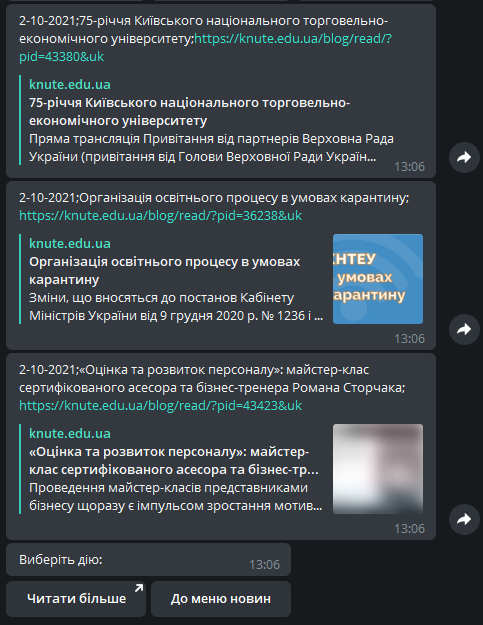 2-10-2021;75-річчя Київського національного торговельно-
економічного університету;https://knute.edu.ua/blog/read/?
pid=43380&uk
knute.edu.ua
75-річчя Київського національного торговельно-
економічного університету
Пряма трансляція Привітання від партнерів Верховна Рада
України (привітання від Голови Верховної Ради Україн...
13:06
2-10-2021;Організація освітнього процесу в умовах карантину;
https://knute.edu.ua/blog/read/?pid=36238&uk
knute.edu.ua
Організація освітнього процесу в умовах
карантину
Зміни, що вносяться до постанов Кабінету
Міністрів України від 9 грудня 2020 р. № 1236 і ...
НТЕУ
умовах
арантину
13:06
2-10-2021;«Оцінка та розвиток персоналу»: майстер-клас
сертифікованого асесора та бізнес-тренера Романа Сторчака;
https://knute.edu.ua/blog/read/?pid=43423&uk
knute.edu.ua
«Оцінка та розвиток персоналу»: майстер-
клас сертифікованого асесора та бізнес-тр...
Проведення майстер-класів представниками
бізнесу щоразу є імпульсом зростання мотив...
13:06
Виберіть дію:
13:06
Читати більше
До меню новин